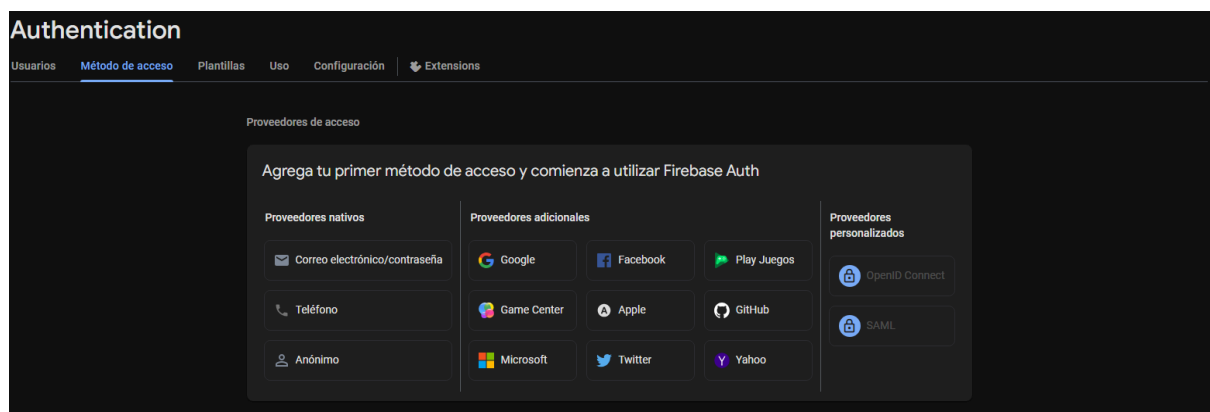 Authentication
Usuarios
Método de acceso
Plantillas
Uso
Configuración
Extensions
Proveedores de acceso
Agrega tu primer método de acceso y comienza a utilizar Firebase Auth
Proveedores nativos
Correo electrónico/contraseña
Teléfono
Anónimo
Proveedores adicionales
Google
Facebook
Play Juegos
Game Center
Apple
GitHub
Microsoft
Twitter
Yahoo
Proveedores
personalizados
OpenID Connect
SAML